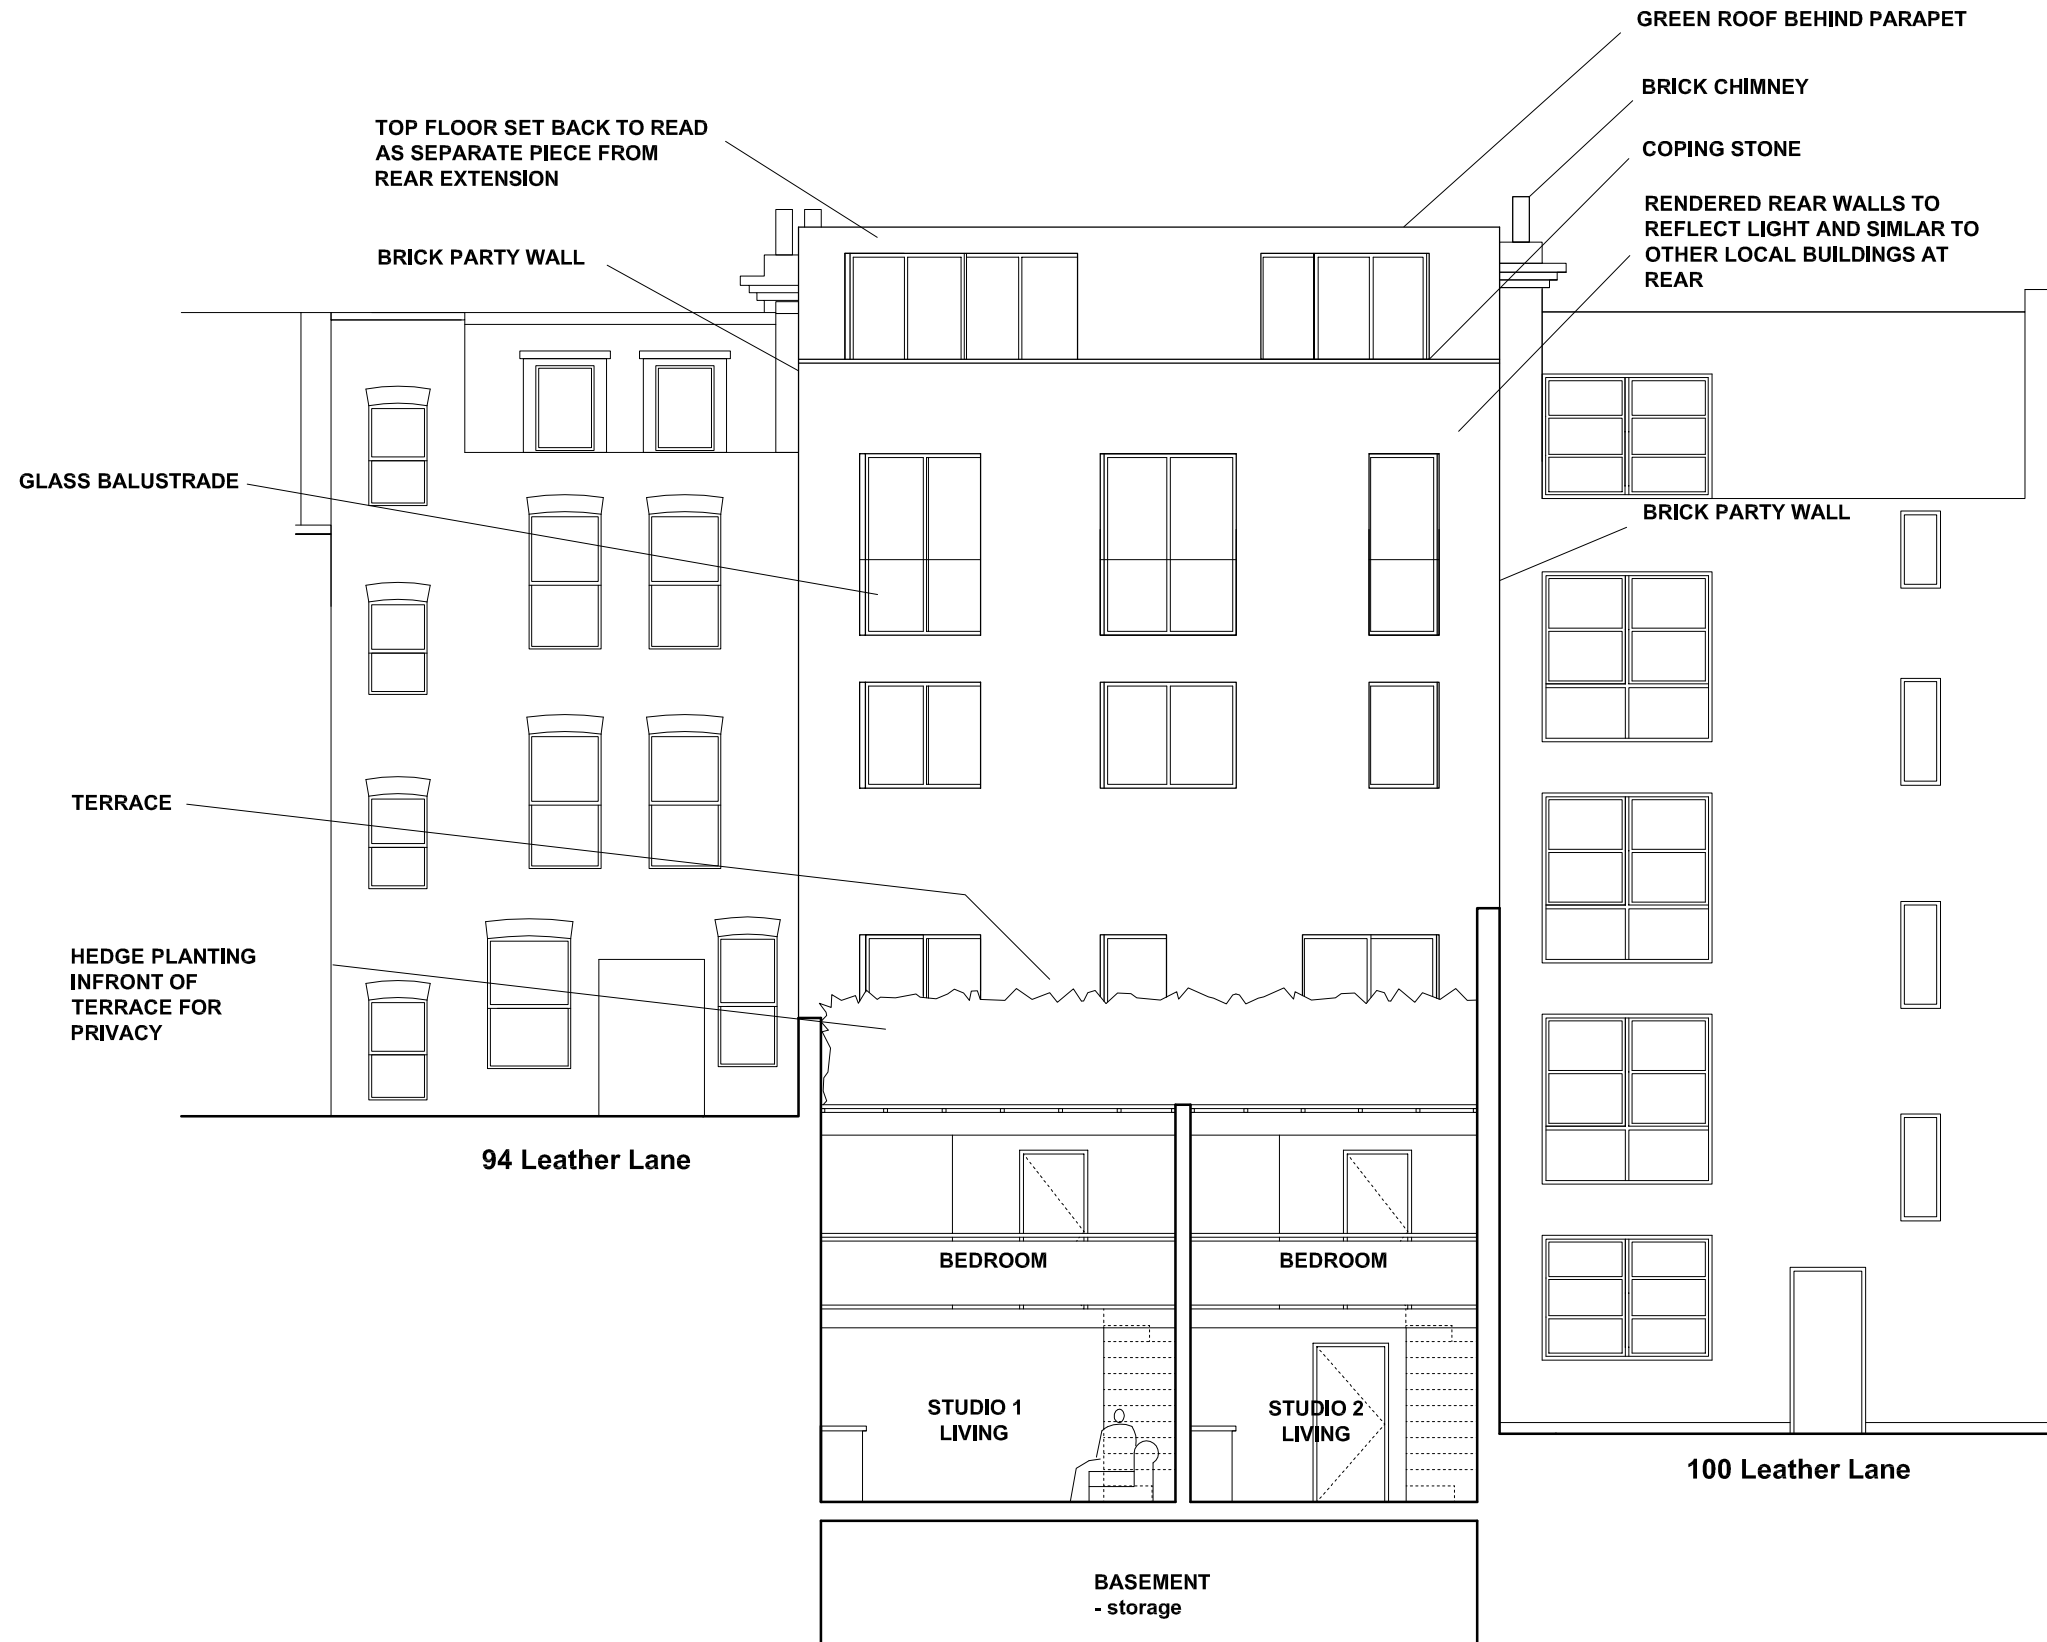 GREEN ROOF BEHIND PARAPET
BRICK CHIMNEY
TOP FLOOR SET BACK TO READ
AS SEPARATE PIECE FROM
REAR EXTENSION
COPING STONE
RENDERED REAR WALLS TO
REFLECT LIGHT AND SIMLAR TO
OTHER LOCAL BUILDINGS AT
REAR
BRICK PARTY WALL
GLASS BALUSTRADE
BRICK PARTY WALL
TERRACE
HEDGE PLANTING
INFRONT OF
TERRACE FOR
PRIVACY
94 Leather Lane
BEDROOM
BEDROOM
STUDIO 1
LIVING
STUDIO 2
LIVING
100 Leather Lane
BASEMENT
- storage